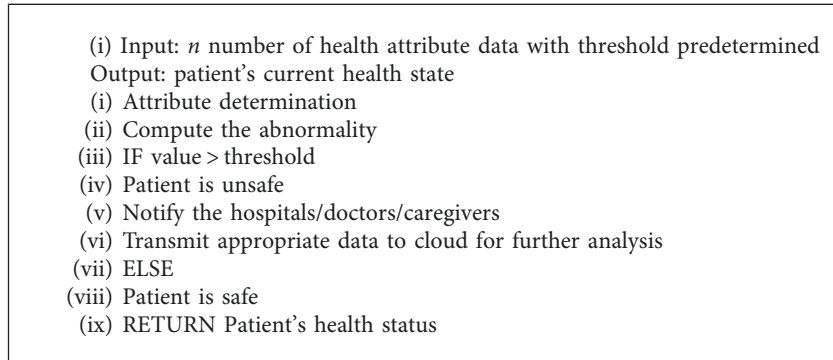 (i) Input: n number of health attribute data with threshold predetermined
Output: patient's current health state
(i) Attribute determination
(ii) Compute the abnormality
(iii) IF value > threshold
(iv) Patient is unsafe
(v) Notify the hospitals/doctors/caregivers
(vi) Transmit appropriate data to cloud for further analysis
(vii) ELSE
(viii) Patient is safe
(ix) RETURN Patient's health status